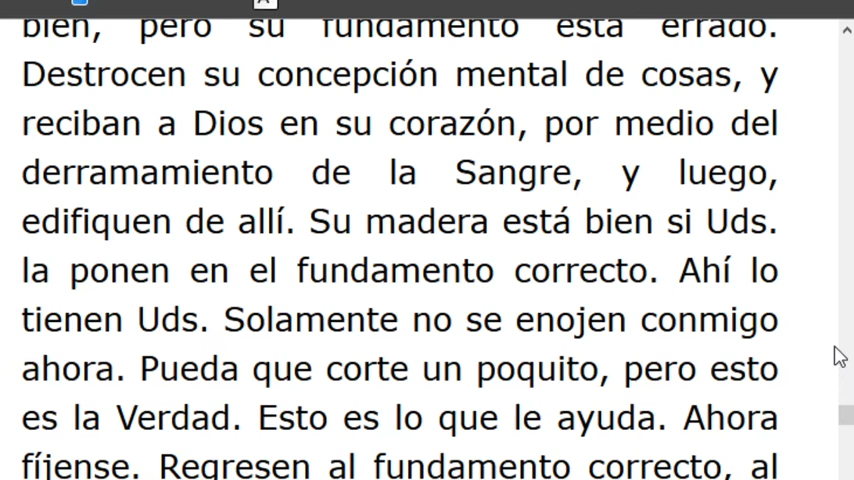 bien, pero su fundamento está errado.
Destrocen su concepción mental de cosas, y
reciban a Dios en su corazón, por medio del
derramamiento de la Sangre, y luego,
edifiquen de allí. Su madera está bien si Uds.
la ponen en el fundamento correcto. Ahí lo
tienen Uds. Solamente no se enojen conmigo
ahora. Pueda que corte un poquito, pero esto
es la Verdad. Esto es lo que le ayuda. Ahora
fíjense. Regresen al fundamento correcto, al